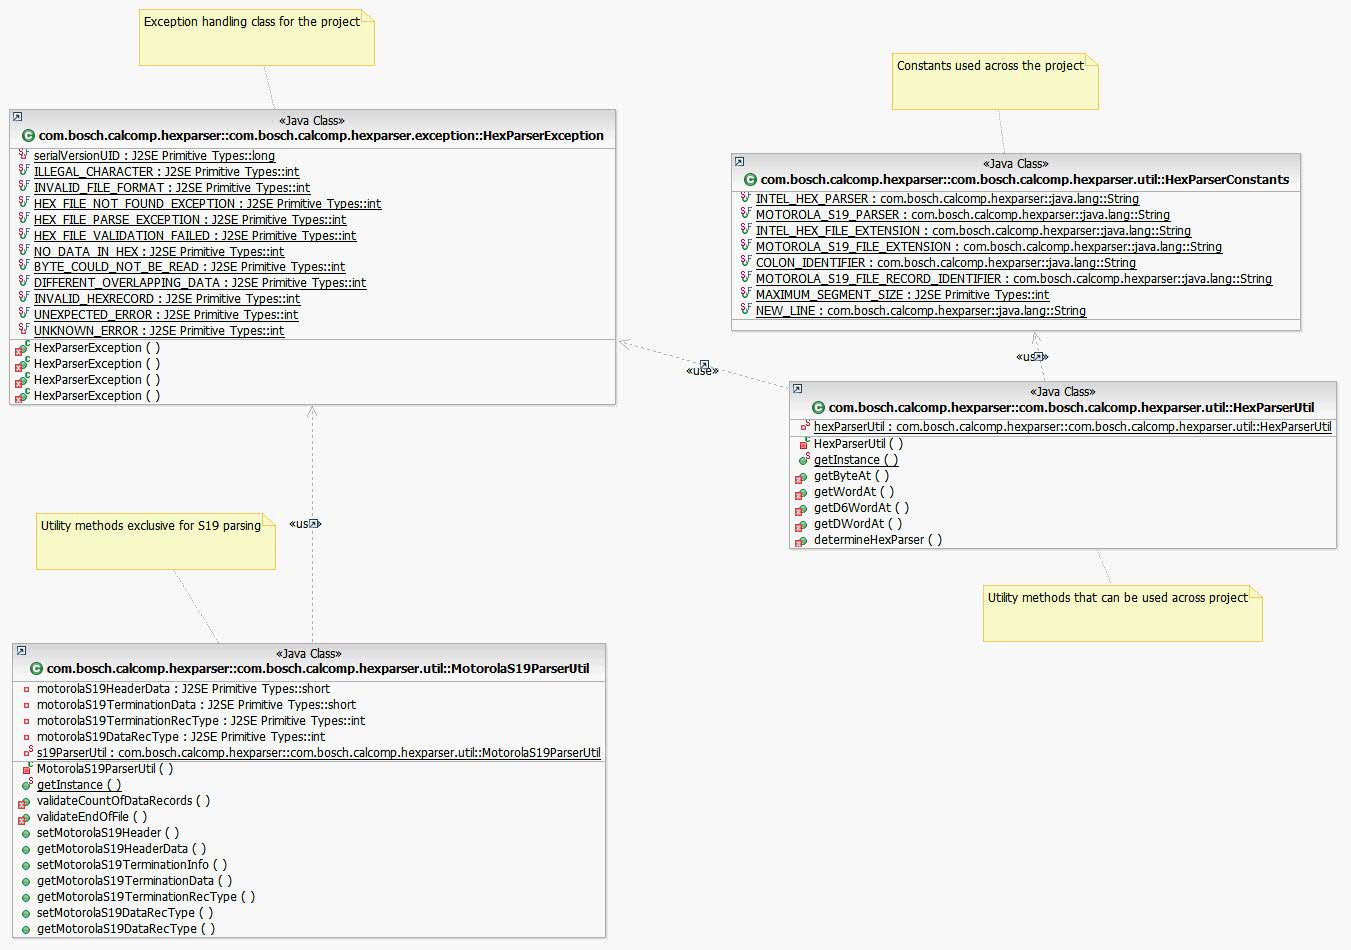 Exception handling class for the project
«Java Class»
com.bosch.calcomp.hexparser::com.bosch.calcomp.hexparser.exception::HexParserException
serialVersionUID : J2SE Primitive Types::long
ILLEGAL_CHARACTER : J2SE Primitive Types::int
INVALID_FILE_FORMAT : J2SE Primitive Types::int
HEX_FILE_NOT_FOUND_EXCEPTION : J2SE Primitive Types::int
HEX_FILE_PARSE_EXCEPTION : J2SE Primitive Types::int
HEX_FILE_VALIDATION_FAILED : J2SE Primitive Types::int
NO_DATA_IN_HEX : J2SE Primitive Types::int
BYTE_COULD_NOT_BE_READ : J2SE Primitive Types::int
DIFFERENT_OVERLAPPING_DATA : J2SE Primitive Types::int
INVALID_HEXRECORD : J2SE Primitive Types::int
UNEXPECTED_ERROR : J2SE Primitive Types::int
UNKNOWN_ERROR : J2SE Primitive Types::int
HexParserException ( )
HexParserException ( )
HexParserException ( )
HexParserException ( )
Constants used across the project
«Java Class»
com.bosch.calcomp.hexparser::com.bosch.calcomp.hexparser.util::HexParserConstants
INTEL_HEX_PARSER : com.bosch.calcomp.hexparser::java.lang::String
MOTOROLA_S19_PARSER : com.bosch.calcomp.hexparser::java.lang::String
INTEL_HEX_FILE_EXTENSION : com.bosch.calcomp.hexparser::java.lang::String
MOTOROLA_S19_FILE_EXTENSION : com.bosch.calcomp.hexparser::java.lang::String
COLON_IDENTIFIER : com.bosch.calcomp.hexparser::java.lang::String
MOTOROLA_S19_FILE_RECORD_IDENTIFIER : com.bosch.calcomp.hexparser::java.lang::String
MAXIMUM_SEGMENT_SIZE : J2SE Primitive Types::int
NEW_LINE : com.bosch.calcomp.hexparser::java.lang::String
«use»
«us»
«Java Class»
com.bosch.calcomp.hexparser::com.bosch.calcomp.hexparser.util::HexParserUtil
hexParserUtil : com.bosch.calcomp.hexparser::com.bosch.calcomp.hexparser.util::HexParserUtil
HexParserUtil ( )
getInstance ( )
getByteAt ( )
getWordAt ( )
getD6WordAt ( )
getDWordAt ( )
determineHexParser ( )
Utility methods that can be used across project
Utility methods exclusive for S19 parsing
«us»
«Java Class»
com.bosch.calcomp.hexparser::com.bosch.calcomp.hexparser.util::MotorolaS19ParserUtil
motorolaS19HeaderData : J2SE Primitive Types::short
motorolaS19TerminationData : J2SE Primitive Types::short
motorolaS19TerminationRecType : J2SE Primitive Types::int
motorolaS19DataRecType : J2SE Primitive Types::int
s19ParserUtil : com.bosch.calcomp.hexparser::com.bosch.calcomp.hexparser.util::MotorolaS19ParserUtil
MotorolaS19ParserUtil ( )
getInstance ( )
validateCountOfDataRecords ( )
validateEndOfFile ( )
setMotorolaS19Header ( )
getMotorolaS19HeaderData ( )
setMotorolaS19TerminationInfo ( )
getMotorolaS19TerminationData ( )
getMotorolaS19TerminationRecType ( )
setMotorolaS19DataRecType ( )
getMotorolaS19DataRecType ( )